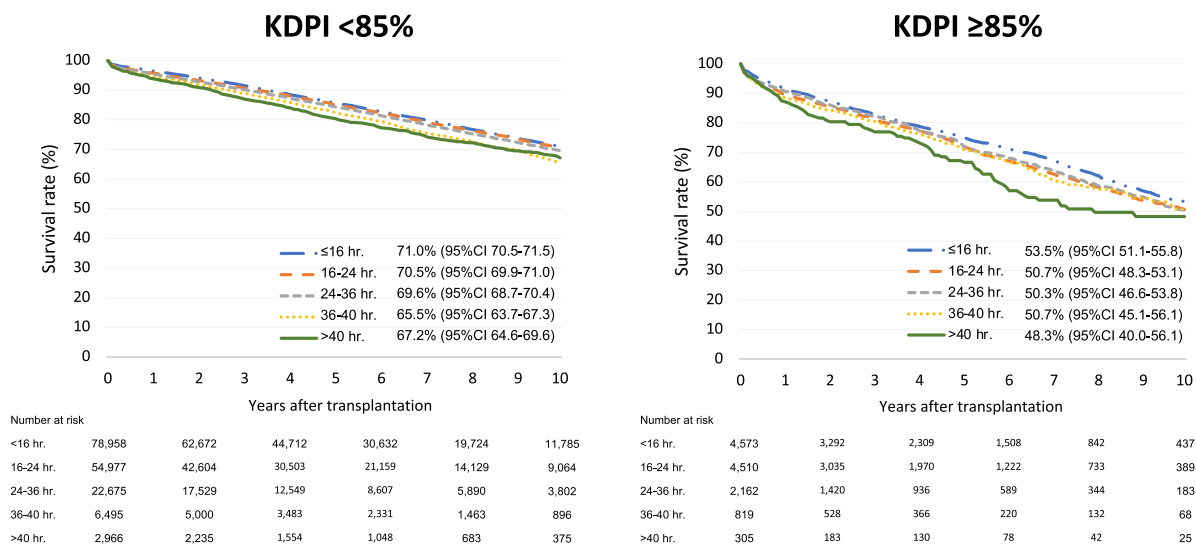 KDPI <85%
Survival rate (%)
100
90
80
70
60
50
40
30
20
10
0
≤16 hr. 71.0% (95%CI 70.5-71.5)
16-24 hr. 70.5% (95%CI 69.9-71.0)
24-36 hr. 69.6% (95%CI 68.7-70.4)
36-40 hr. 65.5% (95%CI 63.7-67.3)
>40 hr. 67.2% (95%CI 64.6-69.6)
0 1 2 3 4 5 6 7 8 9 10
Years after transplantation
Number at risk
<16 hr. 78,958 62,672 44,712 30,632 19,724 11,785
16-24 hr. 54,977 42,604 30,503 21,159 14,129 9,064
24-36 hr. 22,675 17,529 12,549 8,607 5,890 3,802
36-40 hr. 6,495 5,000 3,483 2,331 1,463 896
>40 hr. 2,966 2,235 1,554 1,048 683 375
KDPI ≥85%
Survival rate (%)
100
90
80
70
60
50
40
30
20
10
0
≤16 hr. 53.5% (95%CI 51.1-55.8)
16-24 hr. 50.7% (95%CI 48.3-53.1)
24-36 hr. 50.3% (95%CI 46.6-53.8)
36-40 hr. 50.7% (95%CI 45.1-56.1)
>40 hr. 48.3% (95%CI 40.0-56.1)
0 1 2 3 4 5 6 7 8 9 10
Years after transplantation
Number at risk
<16 hr. 4,573 3,292 2,309 1,508 842 437
16-24 hr. 4,510 3,035 1,970 1,222 733 389
24-36 hr. 2,162 1,420 936 589 344 183
36-40 hr. 819 528 366 220 132 68
>40 hr. 305 183 130 78 42 25